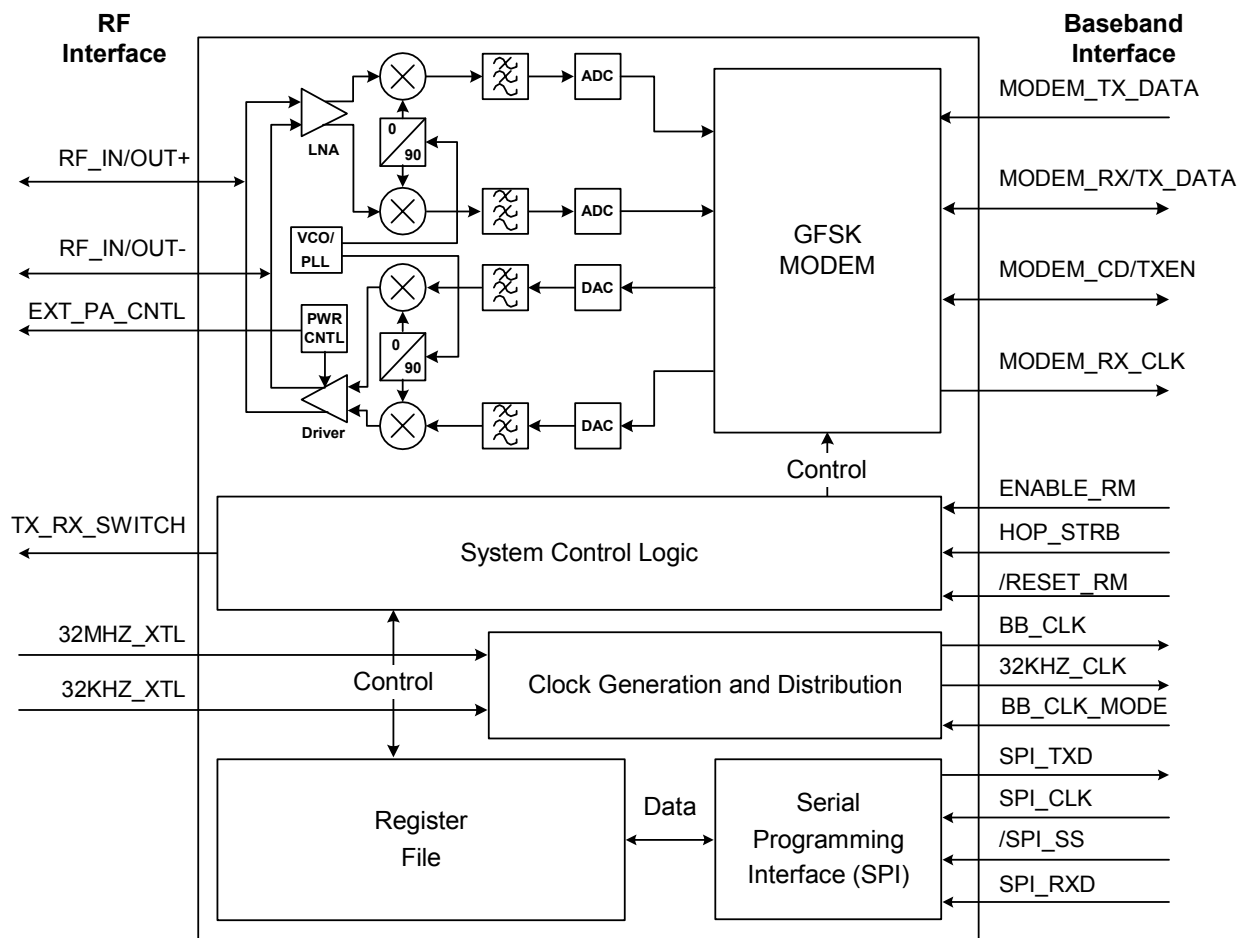 RF
Interface
Baseband
Interface
RF_IN/OUT+
RF_IN/OUT-
EXT_PA_CNTL
TX_RX_SWITCH
32MHZ_XTL
32KHZ_XTL
LNA
0
90
ADC
ADC
VCO/
PLL
PWR
CNTL
0
90
DAC
DAC
Driver
GFSK
MODEM
Control
System Control Logic
Control
Clock Generation and Distribution
Register
File
Data
Serial
Programming
Interface (SPI)
MODEM_TX_DATA
MODEM_RX/TX_DATA
MODEM_CD/TXEN
MODEM_RX_CLK
ENABLE_RM
HOP_STRB
/RESET_RM
BB_CLK
32KHZ_CLK
BB_CLK_MODE
SPI_TXD
SPI_CLK
/SPI_SS
SPI_RXD